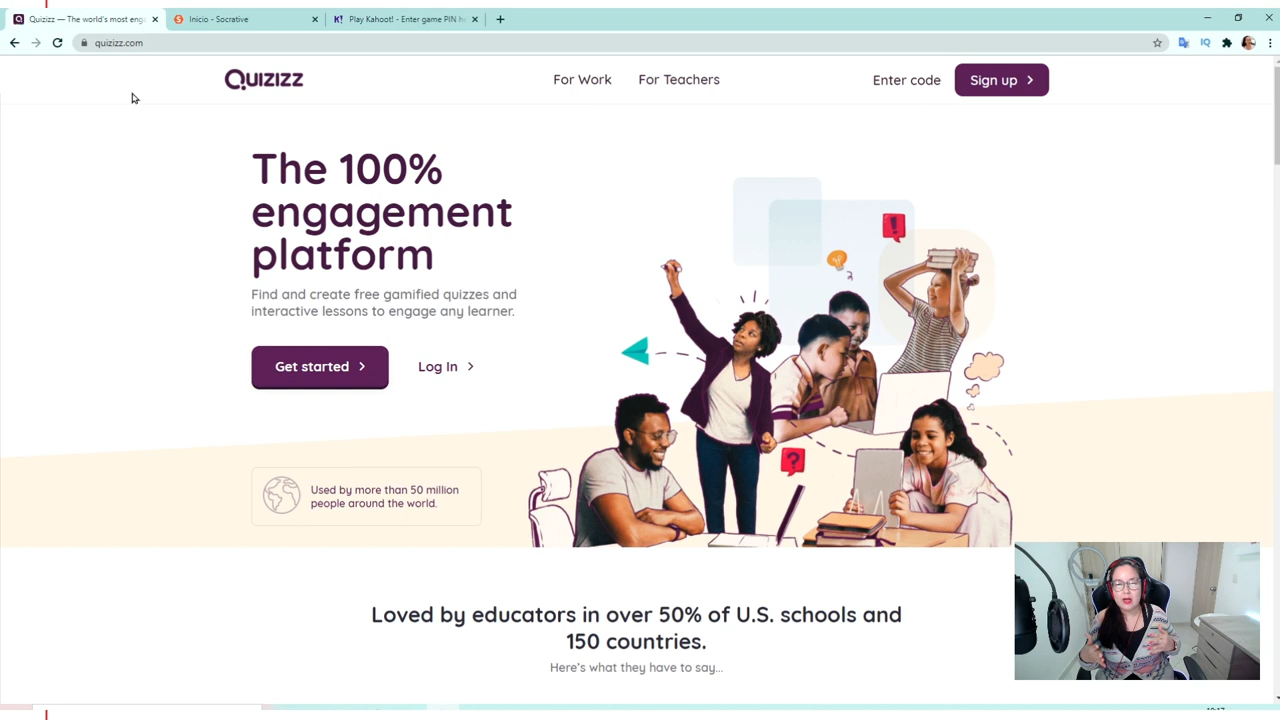 Quizizz — The world's most eng
Inicio - Socrative
K! Play Kahoot! - Enter game PIN h
quizizz.com
IQ
QUIZIZZ
For Work
For Teachers
Enter code
Sign up
The 100%
engagement
platform
Find and create free gamified quizzes and
interactive lessons to engage any learner.
Get started
Log In
!
?
Used by more than 50 million
people around the world.
Loved by educators in over 50% of U.S. schools and
150 countries.
Here's what they have to say...